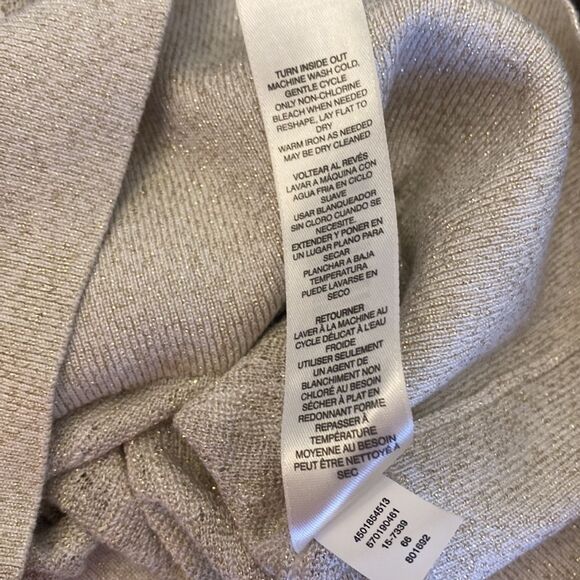 TURN INSIDE OUT
MACHINE WASH COLD,
GENTLE CYCLE
ONLY NON-CHLORINE
BLEACH WHEN NEEDED
RESHAPE, LAY FLAT TO
DRY
WARM IRON AS NEEDED
MAY BE DRY CLEANED
VOLTEAR AL REVÉS
LAVAR A MÁQUINA CON
AGUA FRIA EN CICLO
SUAVE
USAR BLANQUEADOR
SIN CLORO CUANDO SE
NECESITE.
EXTENDER Y PONER EN
UN LUGAR PLANO PARA
SECAR
PLANCHAR A BAJA
TEMPERATURA
PUEDE LAVARSE EN
SECO
RETOURNER
LAVER À LA MACHINE AU
CYCLE DÉLICAT À L'EAU
FROIDE
UTILISER SEULEMENT
UN AGENT DE
BLANCHIMENT NON
CHLORÉ AU BESOIN
SÉCHER À PLAT EN
REDONNANT FORME
REPASSER À
TEMPÉRATURE
MOYENNE AU BESOIN
PEUT ÊTRE NETTOYÉ À
SEC
4501854513
570190461
15-7339
66
801692